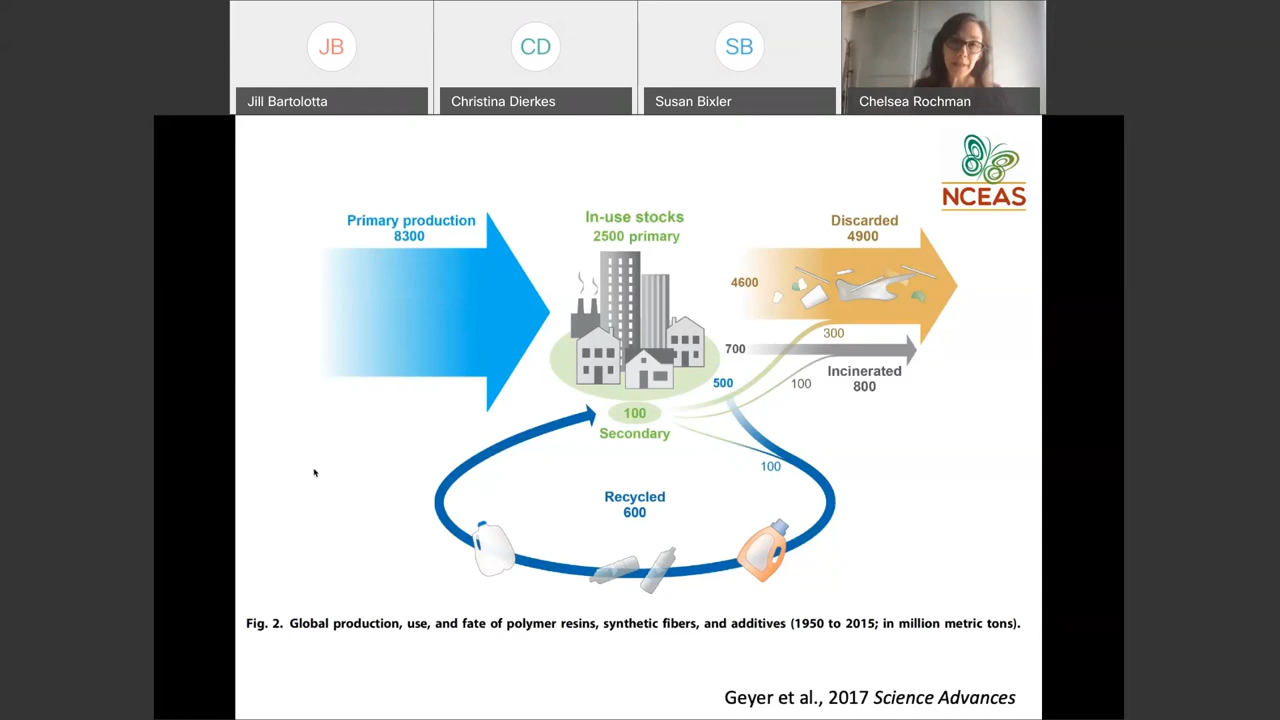 JB
CD
SB
Jill Bartolotta
Christina Dierkes
Susan Bixler
Chelsea Rochman
NCEAS
Primary production
8300
In-use stocks
2500 primary
Discarded
4900
4600
300
700
Incinerated
800
500
100
100
Secondary
100
Recycled
600
Fig. 2. Global production, use, and fate of polymer resins, synthetic fibers, and additives (1950 to 2015; in million metric tons).
Geyer et al., 2017 Science Advances